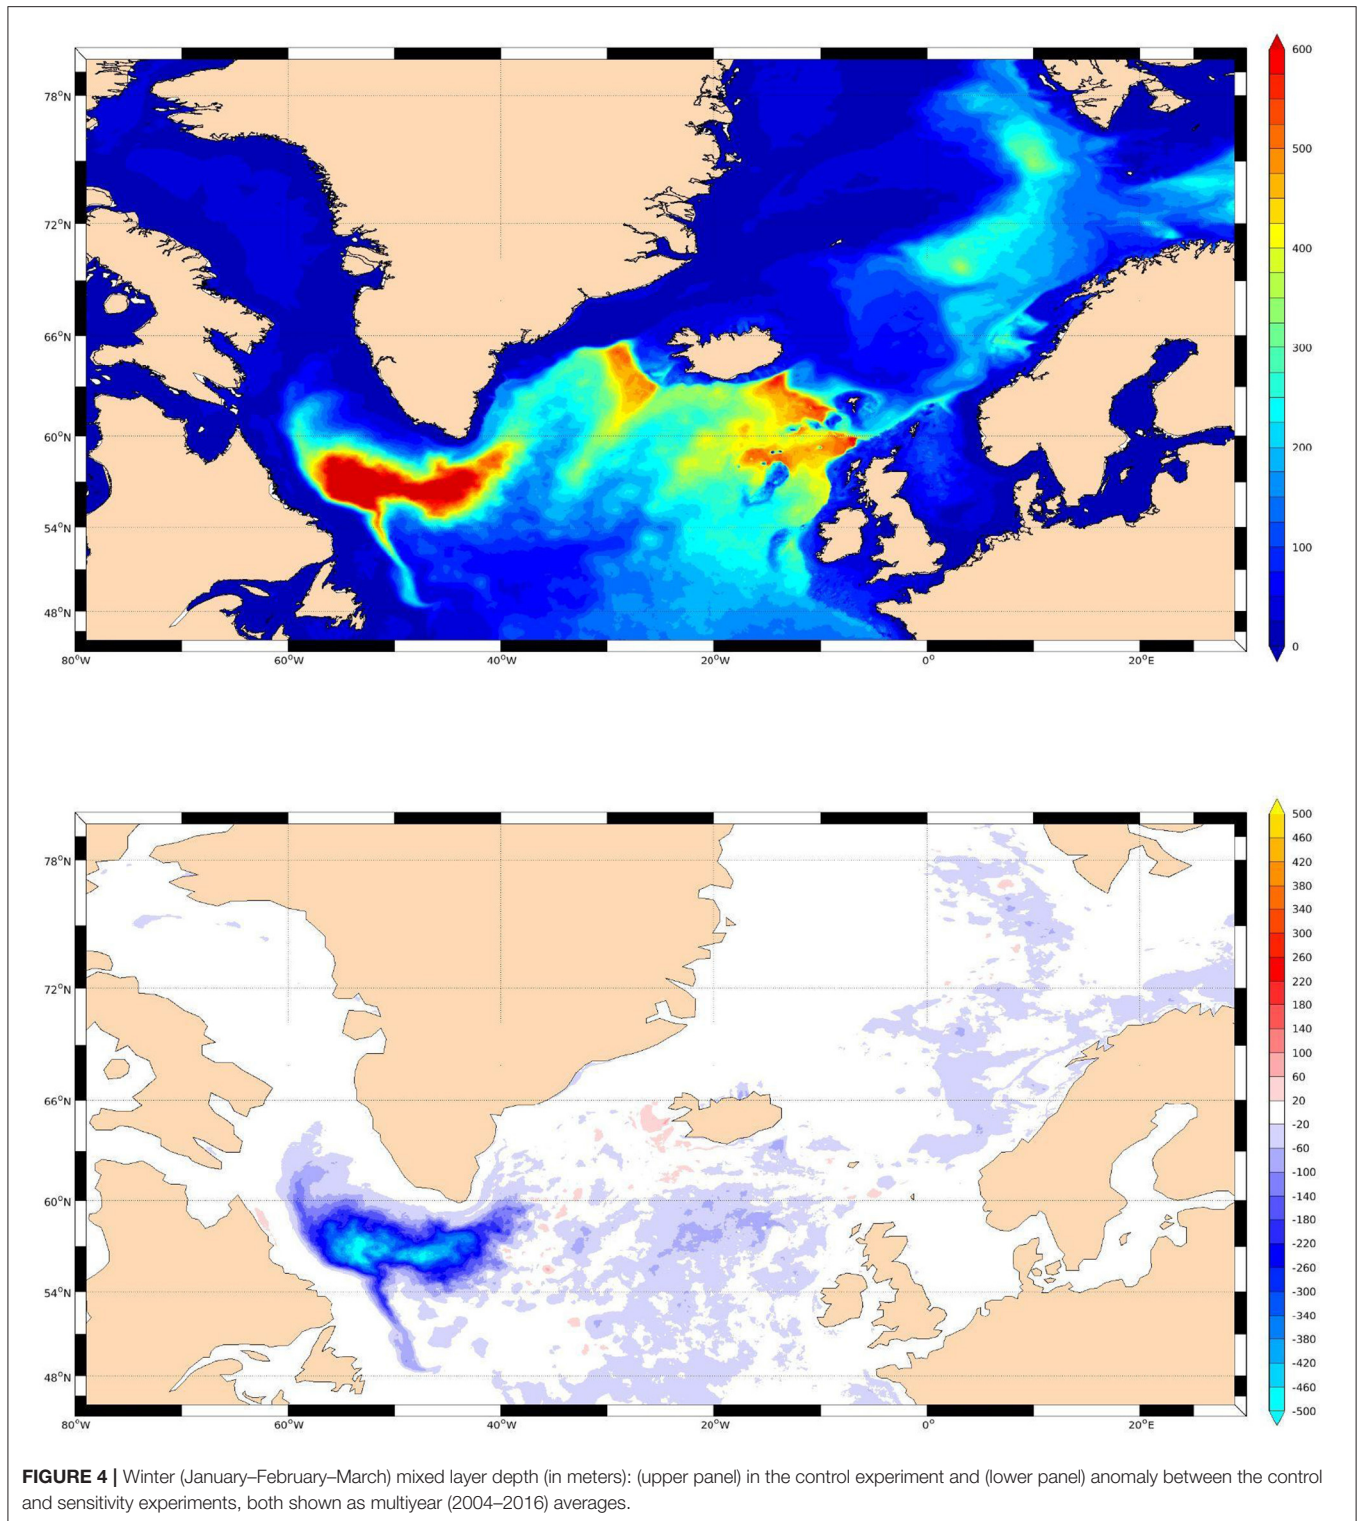 600
500
400
300
200
100
0
78°N
72°N
66°N
60°N
54°N
48°N
80°W
60°W
40°W
20°W
0°
20°E
500
460
420
380
340
300
260
220
180
140
100
60
20
-20
-60
-100
-140
-180
-220
-260
-300
-340
-380
-420
-460
-500
78°N
72°N
66°N
60°N
54°N
48°N
80°W
60°W
40°W
20°W
0°
20°E
FIGURE 4 | Winter (January–February–March) mixed layer depth (in meters): (upper panel) in the control experiment and (lower panel) anomaly between the control
and sensitivity experiments, both shown as multiyear (2004–2016) averages.